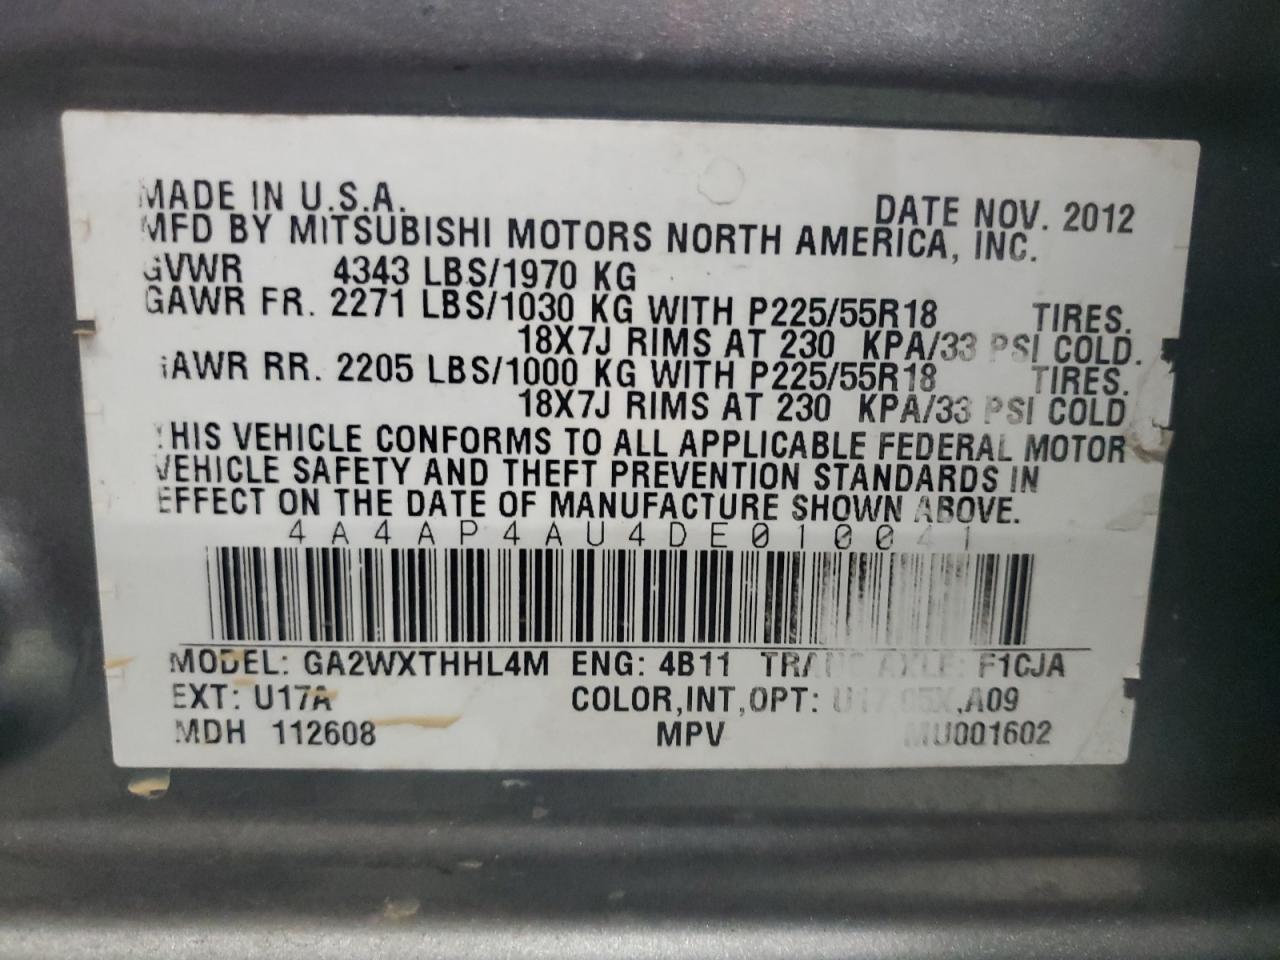 MADE IN U.S.A. DATE NOV. 2012
MFD BY MITSUBISHI MOTORS NORTH AMERICA, INC.
GVWR 4343 LBS/1970 KG
GAWR FR. 2271 LBS/1030 KG WITH P225/55R18 TIRES.
18X7J RIMS AT 230 KPA/33 PSI COLD.
GAWR RR. 2205 LBS/1000 KG WITH P225/55R18 TIRES.
18X7J RIMS AT 230 KPA/33 PSI COLD
THIS VEHICLE CONFORMS TO ALL APPLICABLE FEDERAL MOTOR
VEHICLE SAFETY AND THEFT PREVENTION STANDARDS IN
EFFECT ON THE DATE OF MANUFACTURE SHOWN ABOVE.
4A4AP4AU4DE010041
MODEL: GA2WXTHHL4M ENG: 4B11 TRANS AXLE: F1CJA
EXT: U17A COLOR,INT,OPT: U17 05X,A09
MDH 112608 MPV MU001602